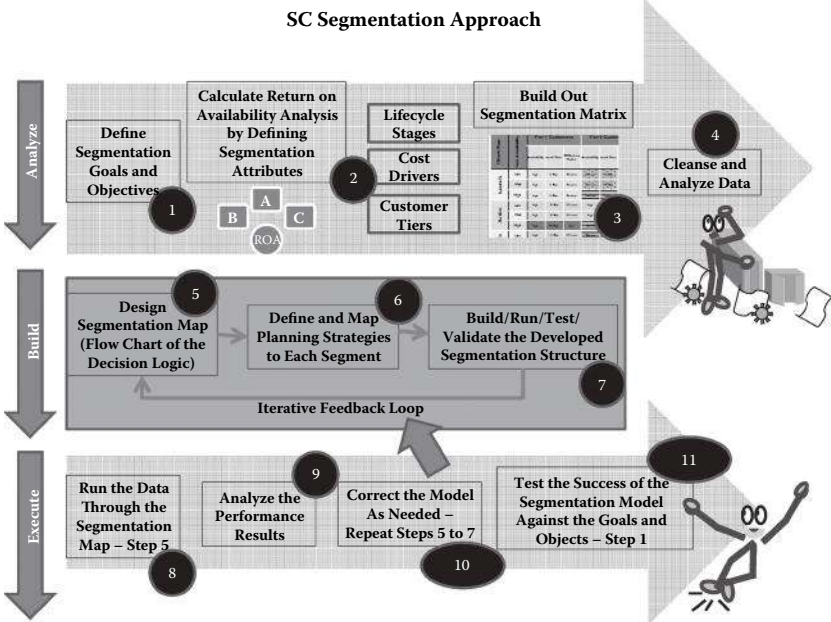 SC Segmentation Approach
Analyze
Define
Segmentation
Goals and
Objectives
1
Calculate Return on
Availability Analysis
by Defining
Segmentation
Attributes
2
B
A
C
ROA
Lifecycle
Stages
Cost
Drivers
Customer
Tiers
Build Out
Segmentation Matrix
3
4
Cleanse and
Analyze Data
Build
5
Design
Segmentation Map
(Flow Chart of the
Decision Logic)
6
Define and Map
Planning Strategies
to Each Segment
Build/Run/Test/
Validate the Developed
Segmentation Structure
7
Iterative Feedback Loop
Execute
Run the Data
Through the
Segmentation
Map – Step 5
8
9
Analyze the
Performance
Results
Correct the Model
As Needed –
Repeat Steps 5 to 7
10
11
Test the Success of the
Segmentation Model
Against the Goals and
Objects – Step 1